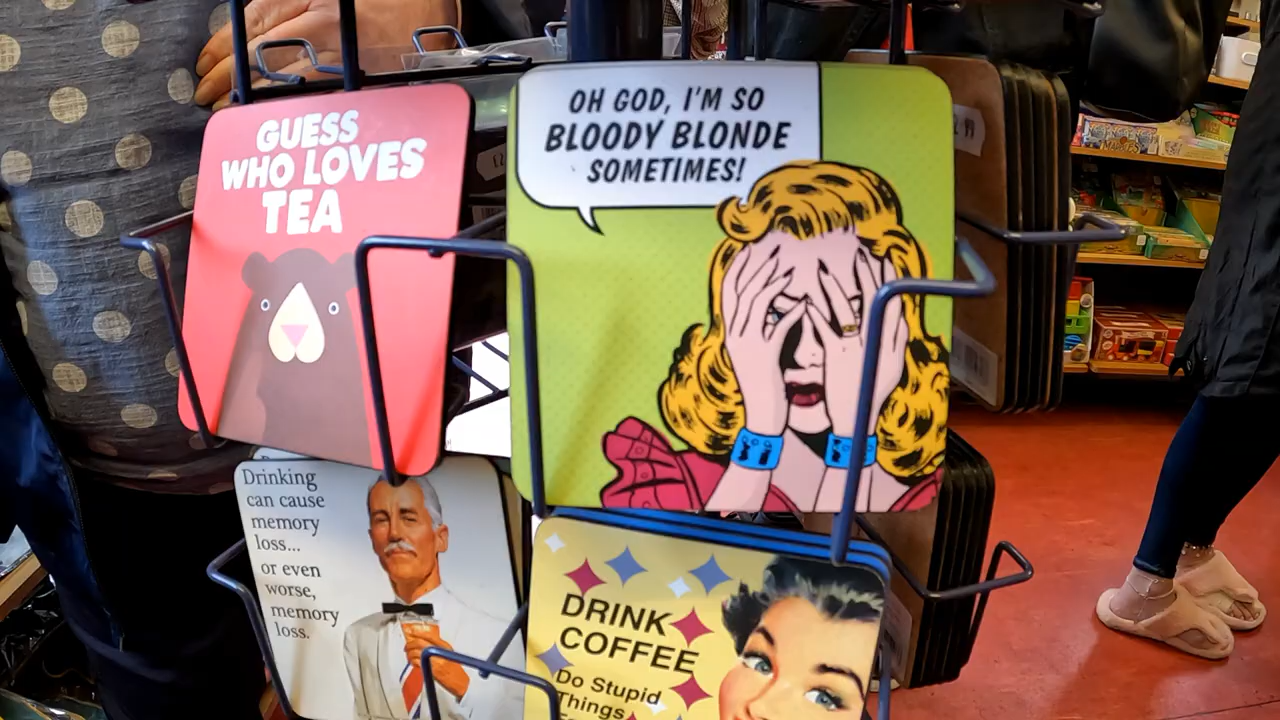 GUESS
WHO LOVES
TEA
OH GOD, I'M SO
BLOODY BLONDE
SOMETIMES!
Drinking
can cause
memory
loss...
or even
worse,
memory
loss.
DRINK
COFFEE
Do Stupid
Things